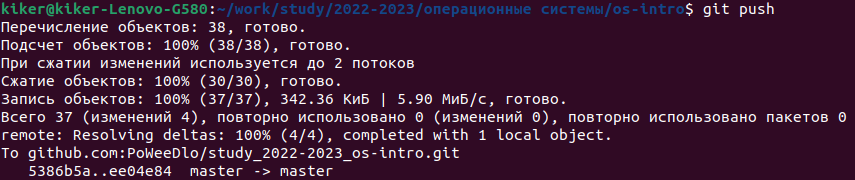 kiker@kiker-Lenovo-G580:~/work/study/2022-2023/операционные системы/os-intro$ git push
Перечисление объектов: 38, готово.
Подсчет объектов: 100% (38/38), готово.
При сжатии изменений используется до 2 потоков
Сжатие объектов: 100% (30/30), готово.
Запись объектов: 100% (37/37), 342.36 КиБ | 5.90 МиБ/с, готово.
Всего 37 (изменений 4), повторно использовано 0 (изменений 0), повторно использовано пакетов 0
remote: Resolving deltas: 100% (4/4), completed with 1 local object.
To github.com:PoWeeDlo/study_2022-2023_os-intro.git
   5386b5a..ee04e84  master -> master